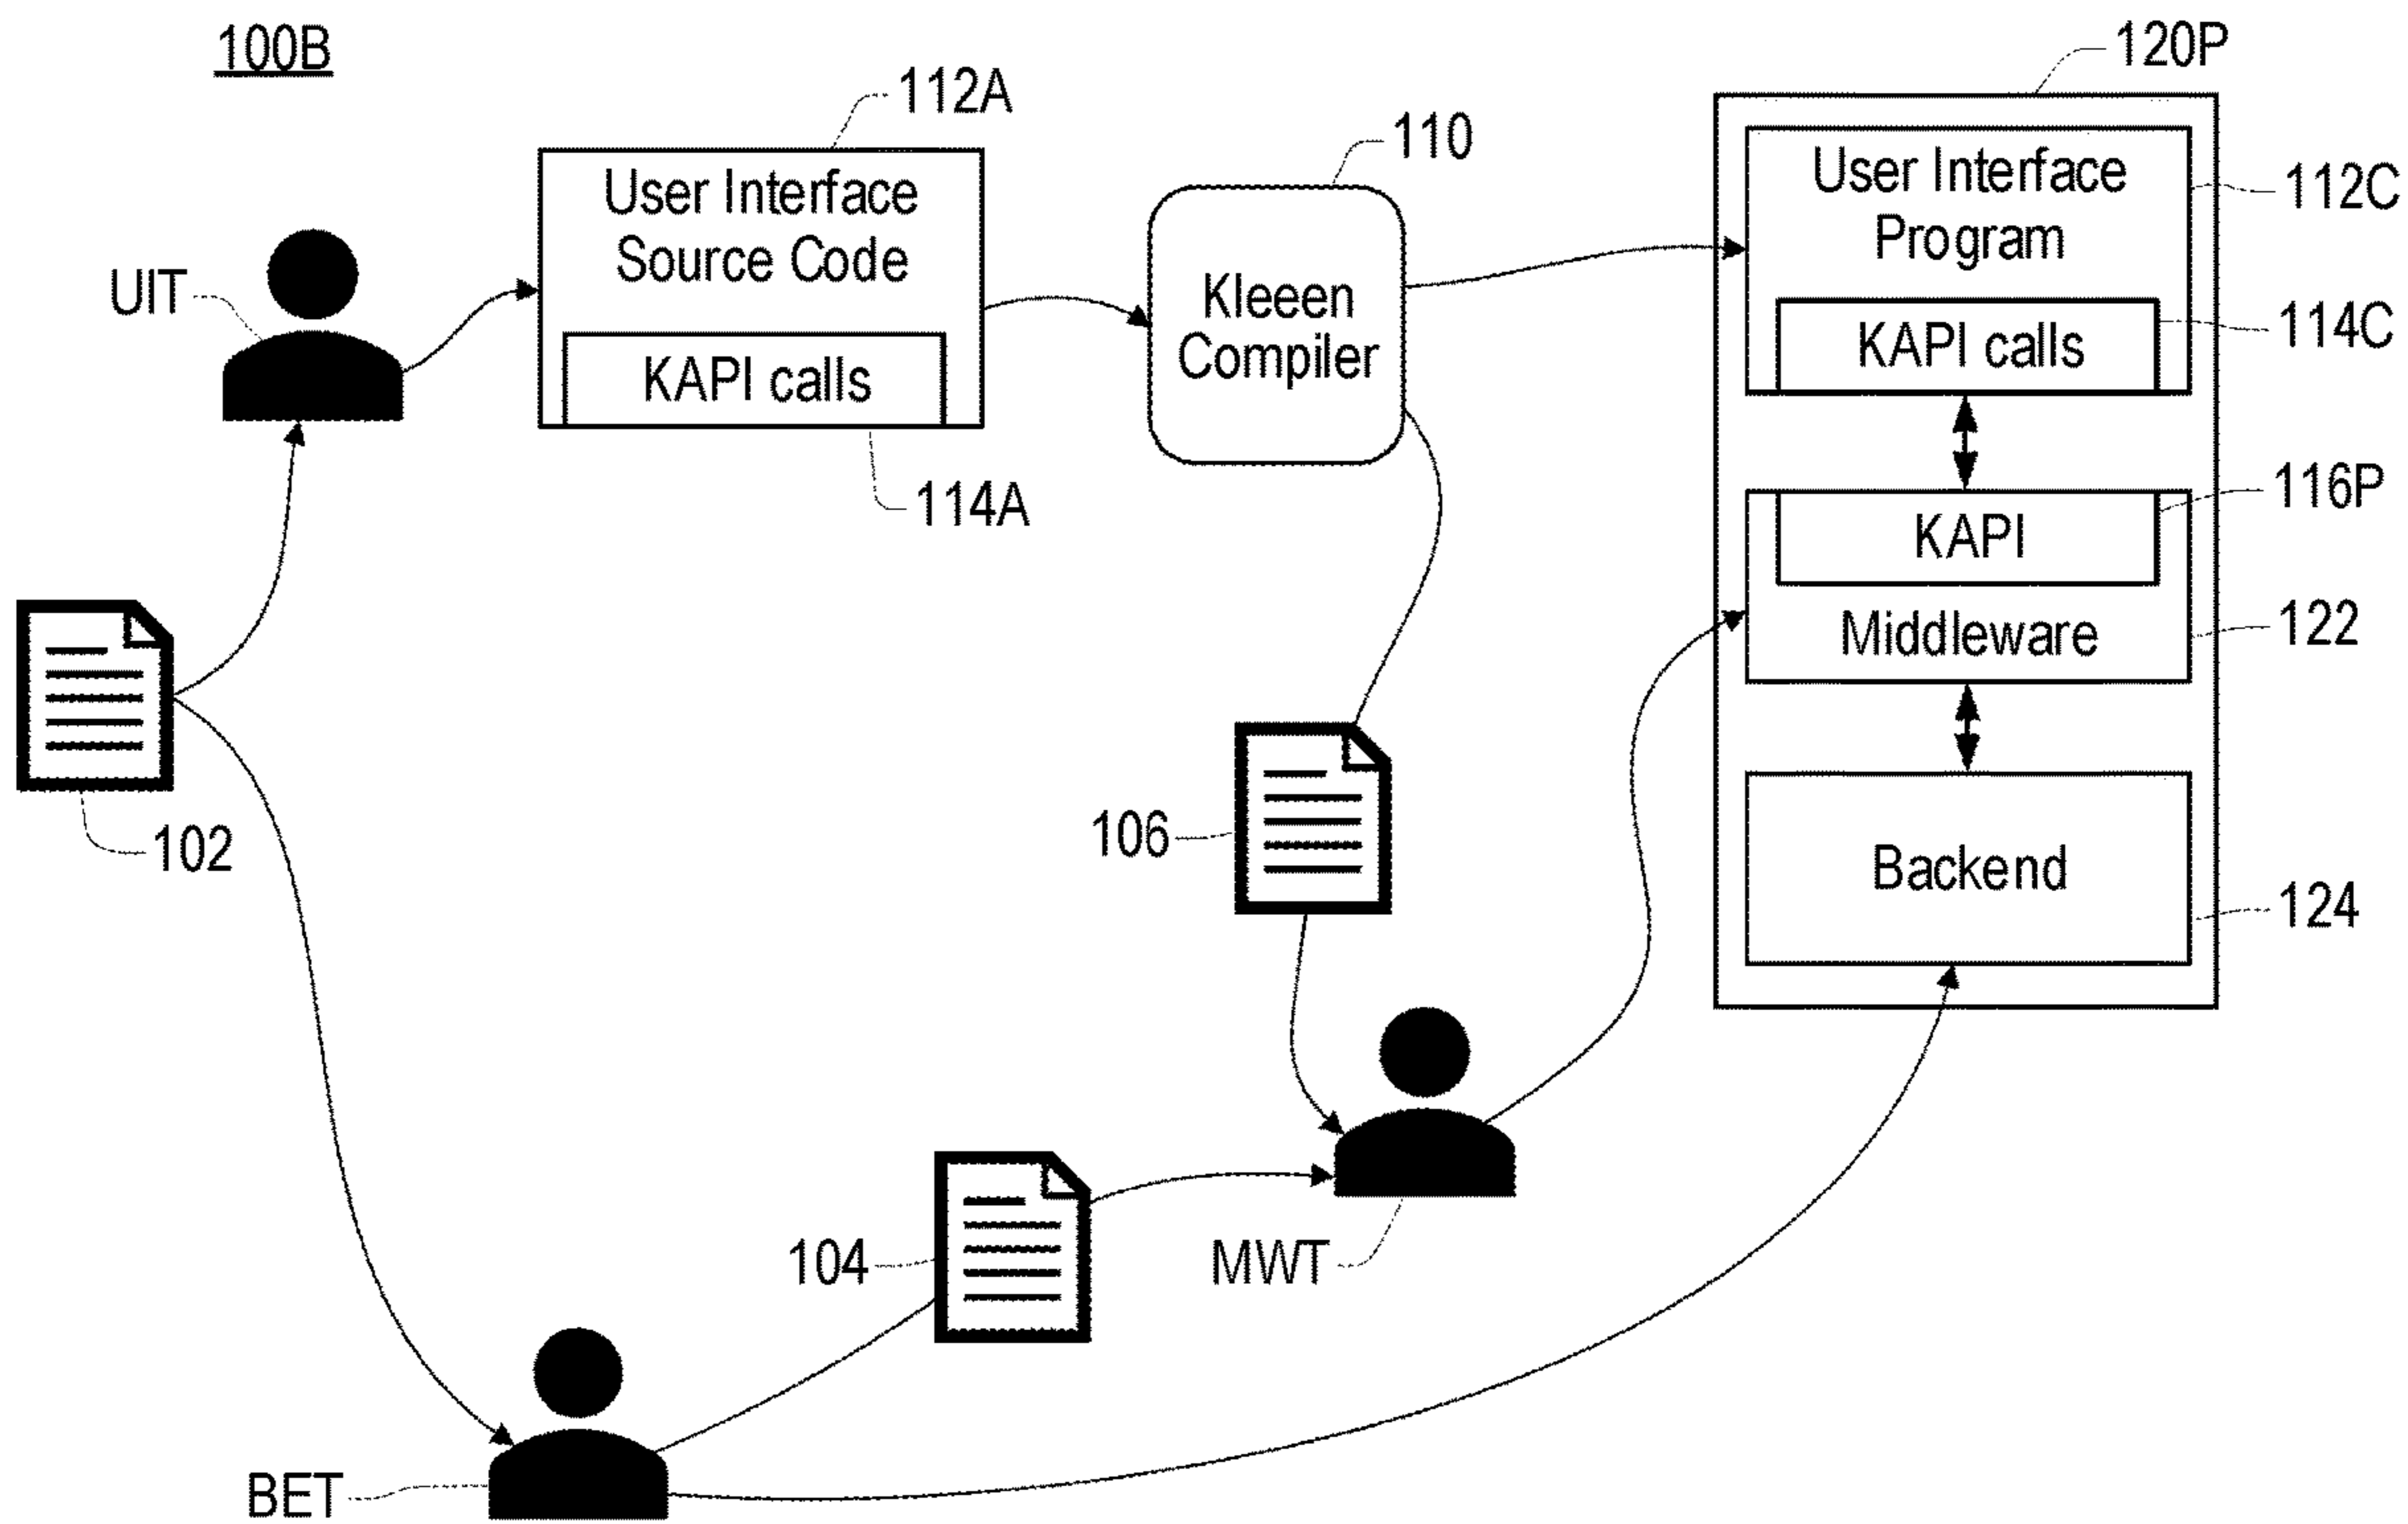 100B
120P
112A
110
User Interface
Source Code
KAPI calls
114A
UIT
Kleeen
Compiler
User Interface
Program
112C
KAPI calls
114C
KAPI
116P
Middleware
122
102
106
Backend
124
104
MWT
BET